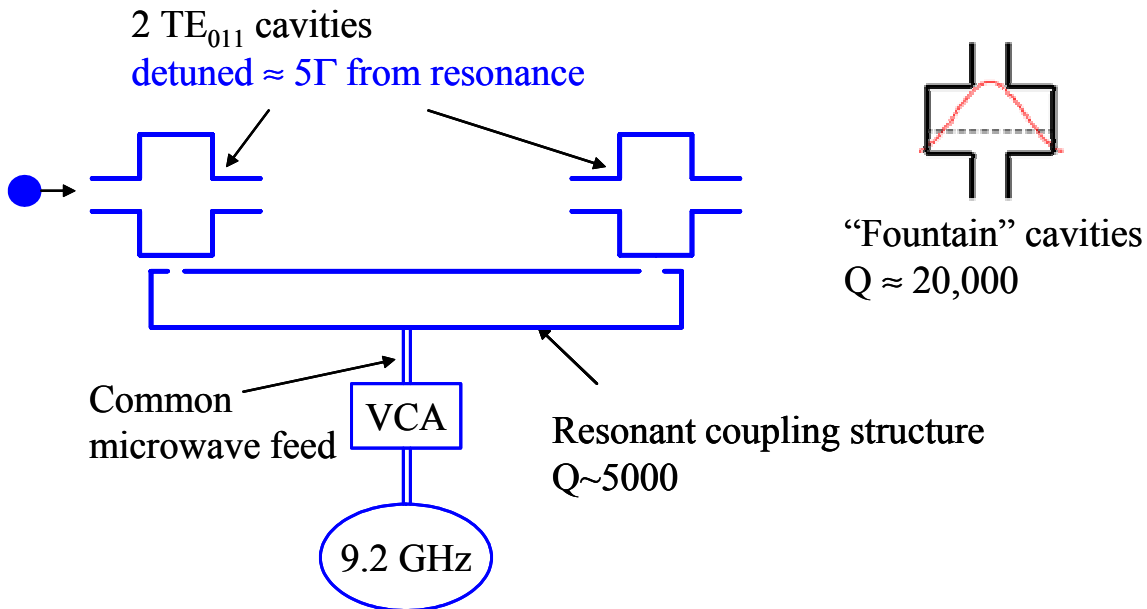 2 TE₀₁₁ cavities
detuned ≈ 5Γ from resonance
“Fountain” cavities
Q ≈ 20,000
Common
microwave feed
VCA
Resonant coupling structure
Q~5000
9.2 GHz